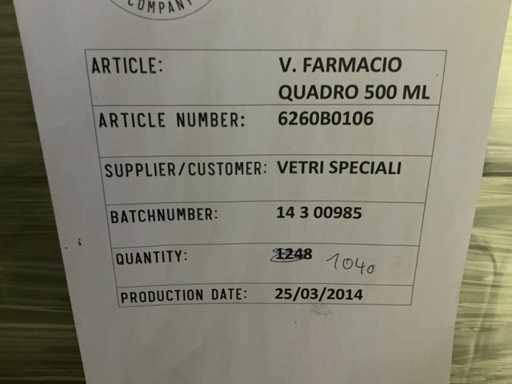 COMPANY
ARTICLE: V. FARMACIO
QUADRO 500 ML
ARTICLE NUMBER: 6260B0106
SUPPLIER/CUSTOMER: VETRI SPECIALI
BATCHNUMBER: 14 3 00985
QUANTITY: 1248 1040
PRODUCTION DATE: 25/03/2014